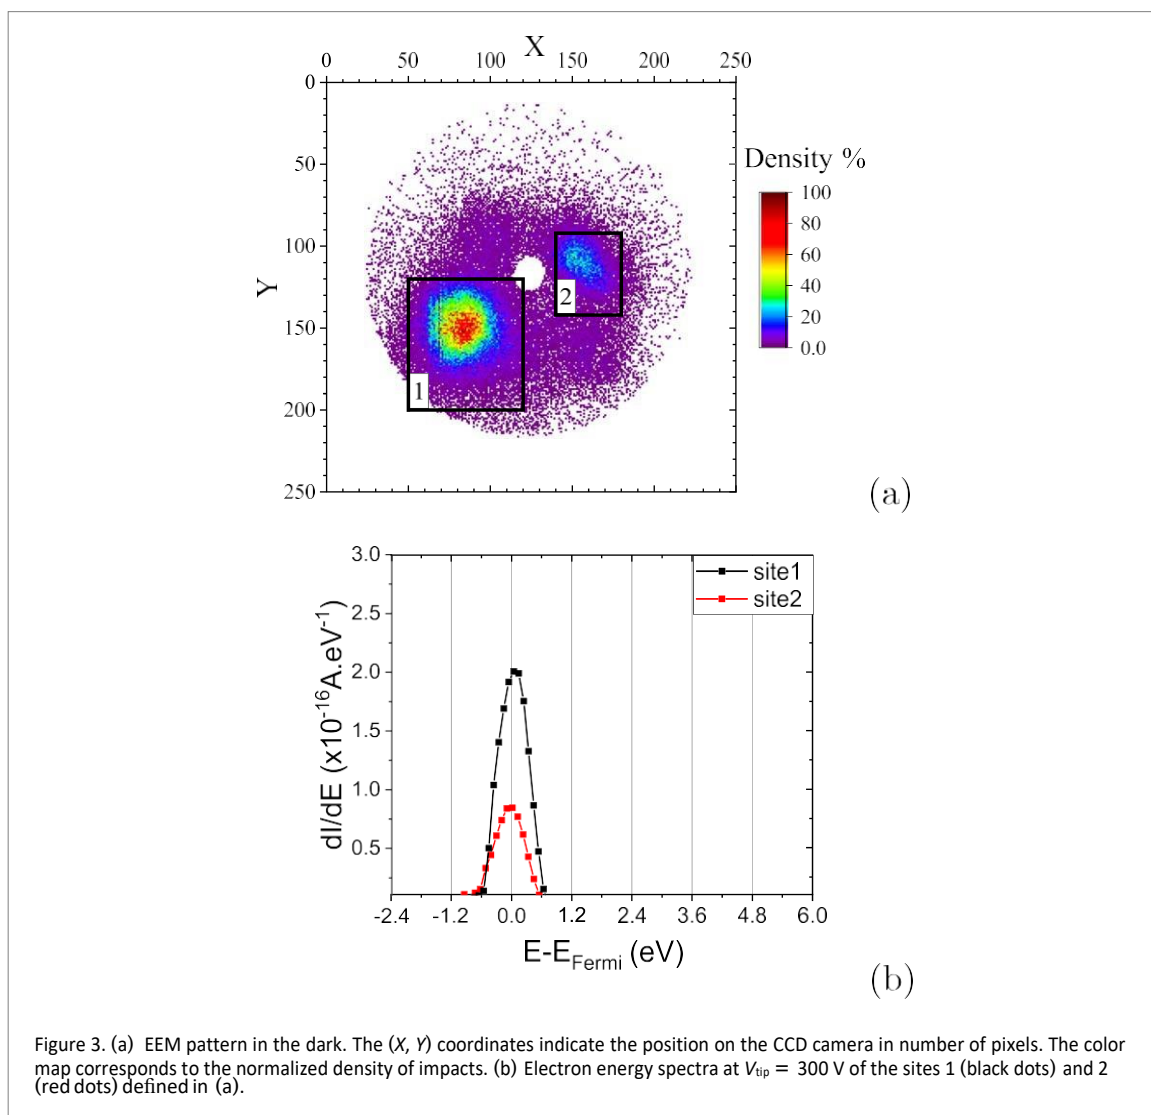 X
0 50 100 150 200 250
0
50
100
150
200
250
Y
Density %
100
80
60
40
20
0.0
1
2
(a)
3.0
2.5
2.0
1.5
1.0
0.5
dI/dE (x10-16A.eV-1)
site1
site2
-2.4 -1.2 0.0 1.2 2.4 3.6 4.8 6.0
E-EFermi (eV)
(b)
Figure 3. (a) EEM pattern in the dark. The (X, Y) coordinates indicate the position on the CCD camera in number of pixels. The color
map corresponds to the normalized density of impacts. (b) Electron energy spectra at Vtip = 300 V of the sites 1 (black dots) and 2
(red dots) defined in (a).